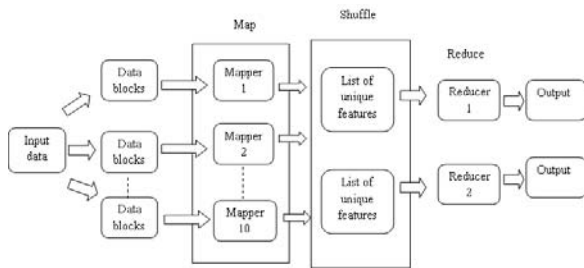 Shuffle
Map
Reduce
Data
blocks
Mapper
1
List of
unique
features
Reducer
1
Output
Input
data
Data
blocks
Mapper
2
Data
blocks
Mapper
10
List of
unique
features
Reducer
2
Output